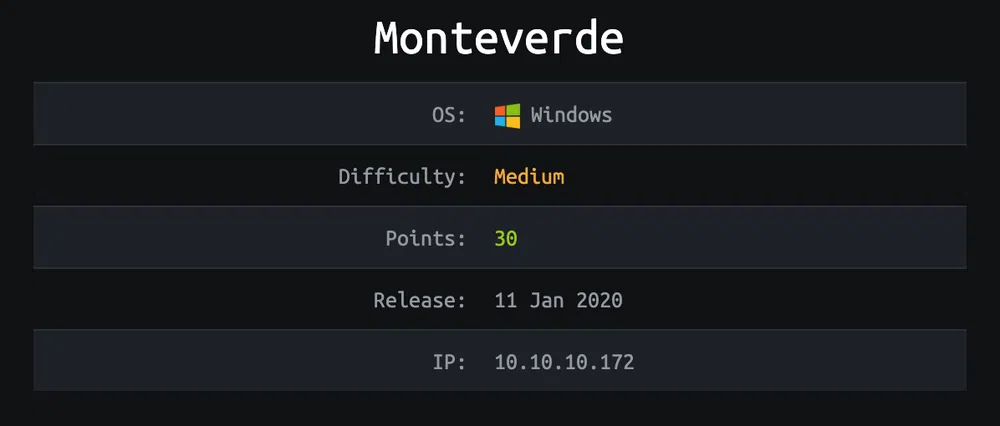 Monteverde
OS: Windows
Difficulty: Medium
Points: 30
Release: 11 Jan 2020
IP: 10.10.10.172